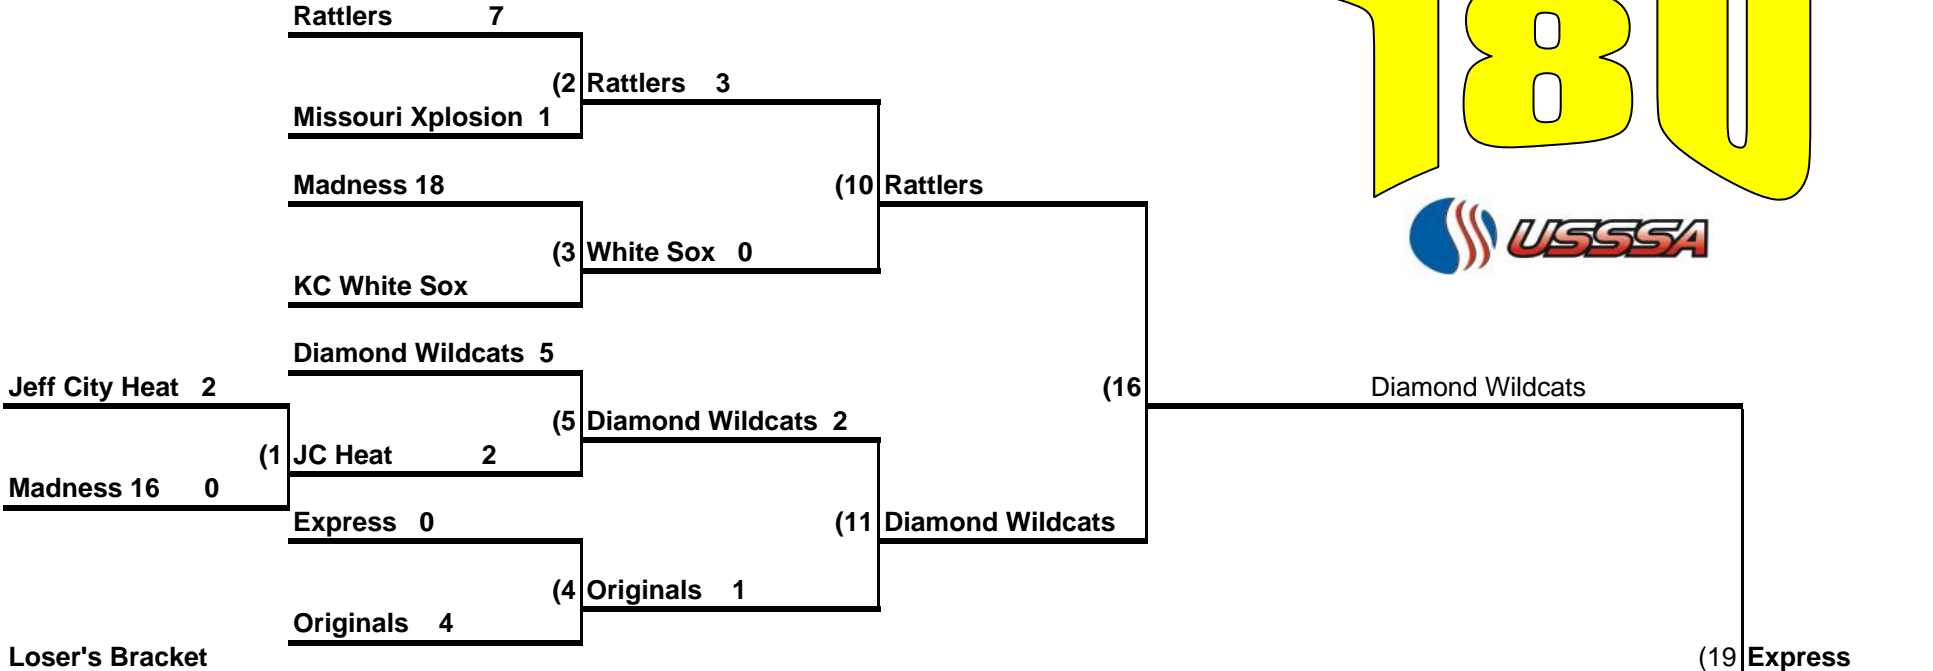 Rattlers 7
180
(2 Rattlers 3
Missouri Xplosion 1
Madness 18
(10 Rattlers
USSSA
(3 White Sox 0
KC White Sox
Diamond Wildcats 5
Jeff City Heat 2
(16
Diamond Wildcats
(5 Diamond Wildcats 2
(1 JC Heat 2
Madness 16 0
Express 0
(11 Diamond Wildcats
(4 Originals 1
Originals 4
Loser's Bracket
(19 Express